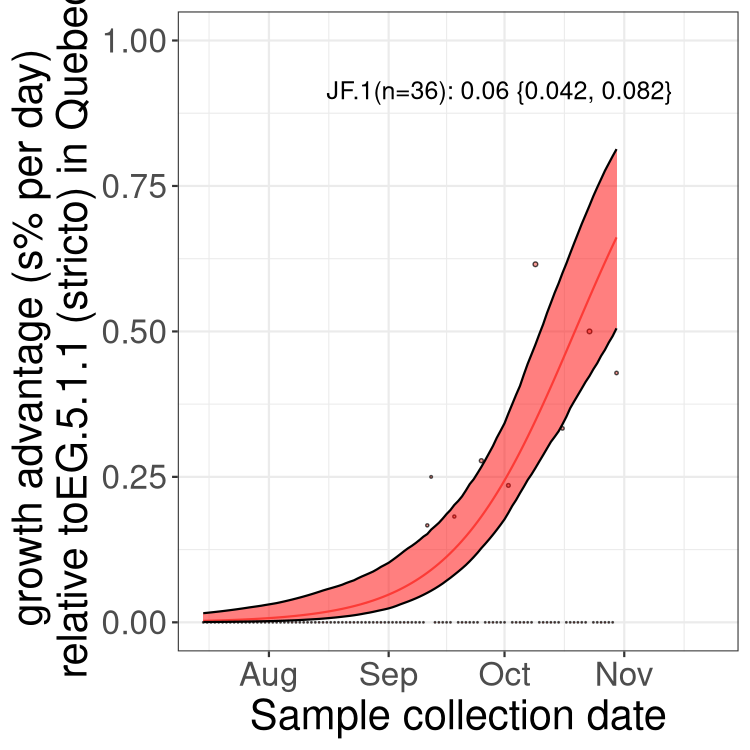 growth advantage (s% per day)
relative toEG.5.1.1 (stricto) in Quebec
1.00
0.75
0.50
0.25
0.00
JF.1(n=36): 0.06 {0.042, 0.082}
Aug Sep Oct Nov
Sample collection date